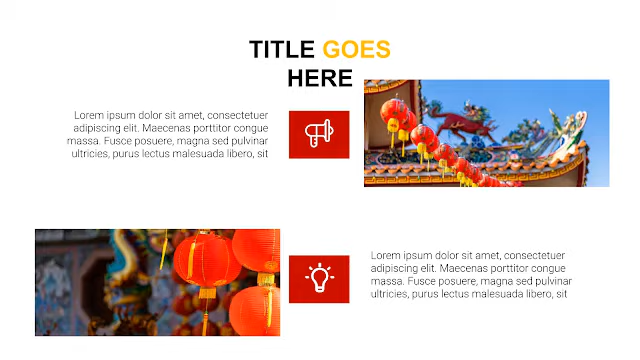 TITLE GOES
HERE
Lorem ipsum dolor sit amet, consectetuer
adipiscing elit. Maecenas porttitor congue
massa. Fusce posuere, magna sed pulvinar
ultricies, purus lectus malesuada libero, sit
Lorem ipsum dolor sit amet, consectetuer
adipiscing elit. Maecenas porttitor congue
massa. Fusce posuere, magna sed pulvinar
ultricies, purus lectus malesuada libero, sit